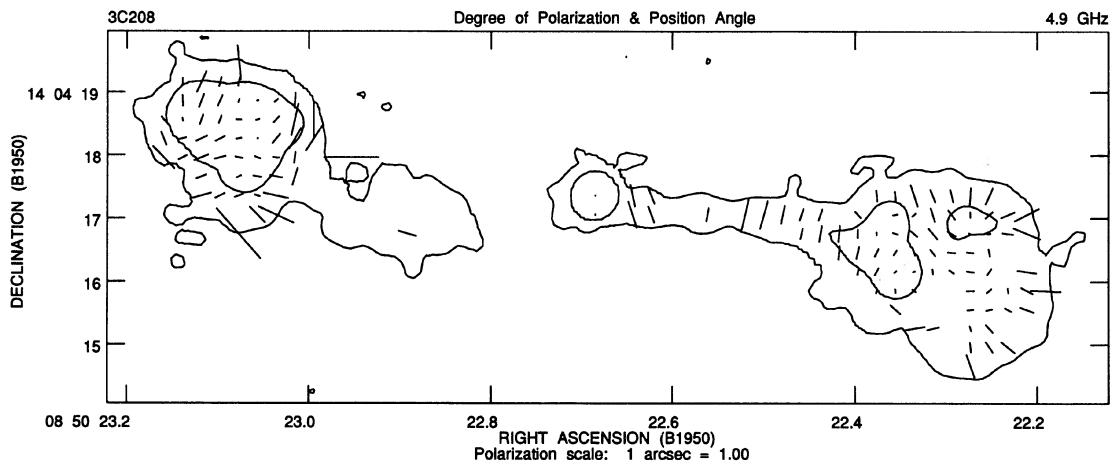 3C208 Degree of Polarization & Position Angle 4.9 GHz
14 04 19
18
17
16
15
DECLINATION (B1950)
08 50 23.2 23.0 22.8 22.6 22.4 22.2
RIGHT ASCENSION (B1950)
Polarization scale: 1 arcsec = 1.00